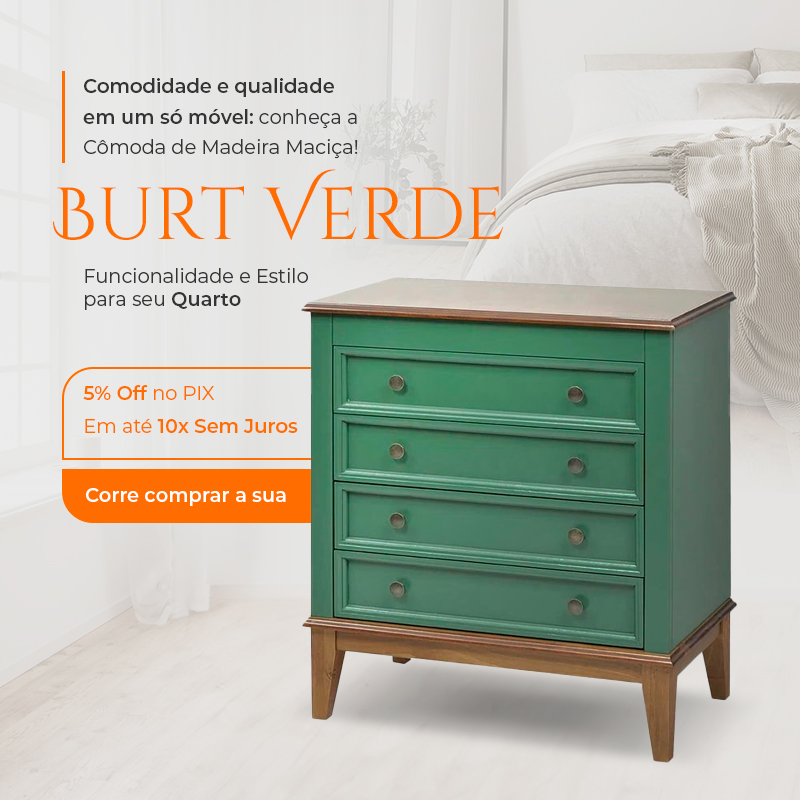 Comodidade e qualidade
em um só móvel: conheça a
Cômoda de Madeira Maciça!
BURT VERDE
Funcionalidade e Estilo
para seu Quarto
5% Off no PIX
Em até 10x Sem Juros
Corre comprar a sua